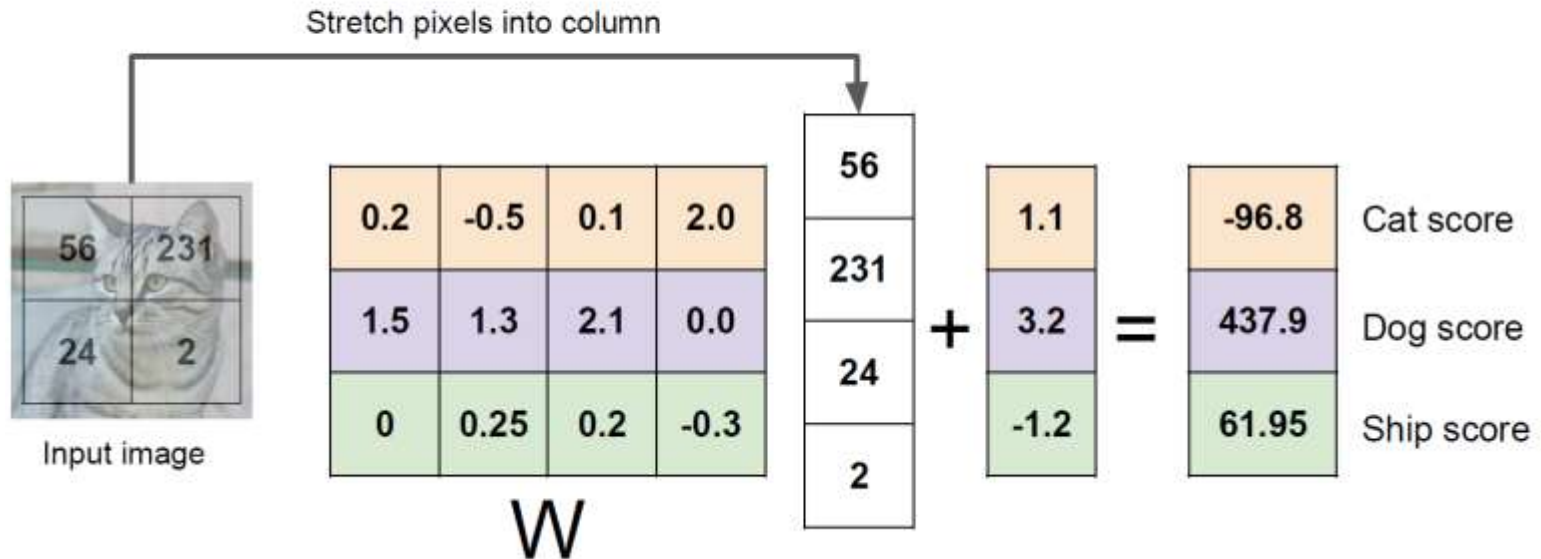 Stretch pixels into column
56 231
24 2
Input image
0.2 -0.5 0.1 2.0
1.5 1.3 2.1 0.0
0 0.25 0.2 -0.3
W
56
231
24
2
+
1.1
3.2
-1.2
=
-96.8 Cat score
437.9 Dog score
61.95 Ship score